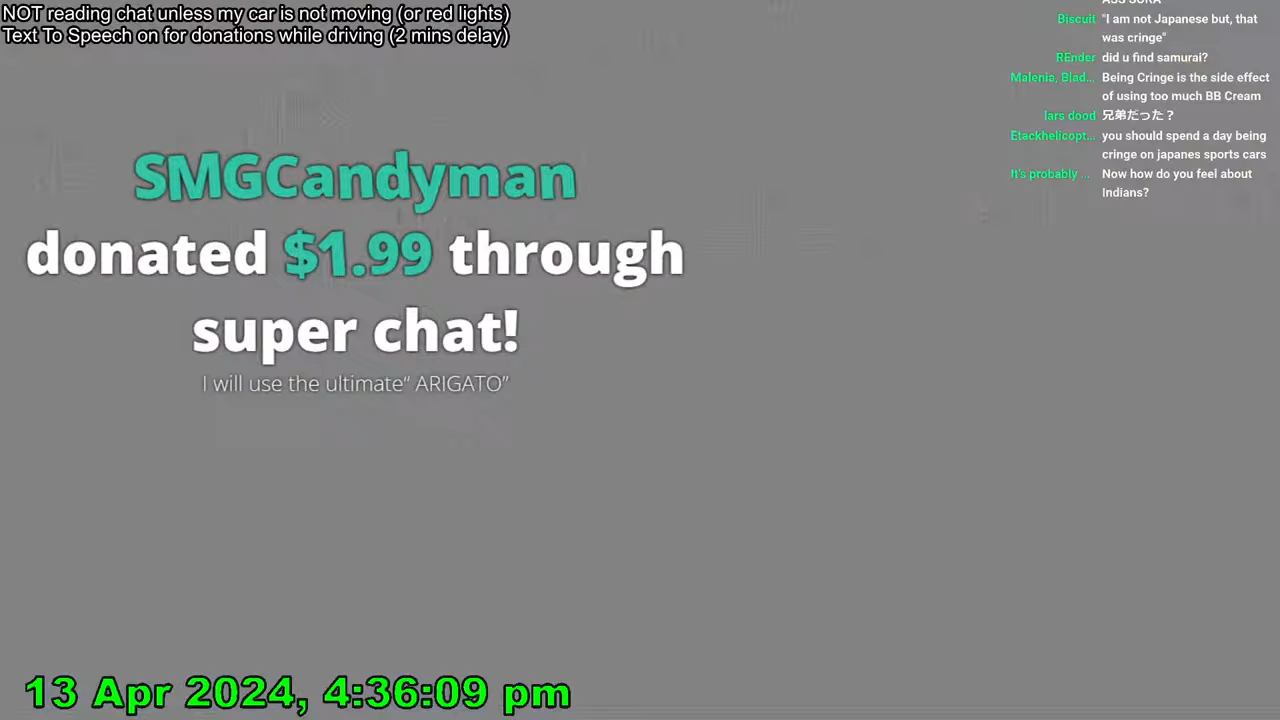 NOT reading chat unless my car is not moving (or red lights)
Text To Speech on for donations while driving (2 mins delay)
SMGCandyman
donated $1.99 through
super chat!
I will use the ultimate“ ARIGATO”
Biscuit "I am not Japanese but, that
was cringe"
REnder did u find samurai?
Malenia, Blad... Being Cringe is the side effect
of using too much BB Cream
lars dood 兄弟だった？
Etackhelicopt... you should spend a day being
cringe on japanes sports cars
It's probably ... Now how do you feel about
Indians?
13 Apr 2024, 4:36:09 pm